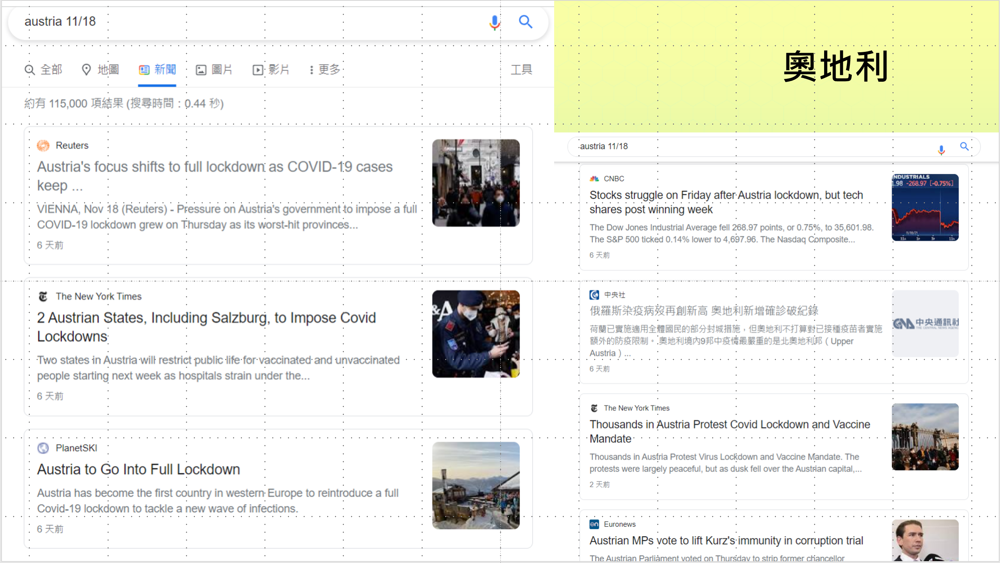 austria 11/18
全部 地圖 新聞 圖片 影片 更多 工具
約有 115,000 項結果 (搜尋時間：0.44 秒)
Reuters
Austria's focus shifts to full lockdown as COVID-19 cases
keep ...
VIENNA, Nov 18 (Reuters) - Pressure on Austria's government to impose a full
COVID-19 lockdown grew on Thursday as its worst-hit provinces...
6 天前
The New York Times
2 Austrian States, Including Salzburg, to Impose Covid
Lockdowns
Two states in Austria will restrict public life for vaccinated and unvaccinated
people starting next week as hospitals strain under the...
6 天前
&A
PlanetSKI
Austria to Go Into Full Lockdown
Austria has become the first country in western Europe to reintroduce a full
Covid-19 lockdown to tackle a new wave of infections.
6 天前
奧地利
austria 11/18
CNBC
Stocks struggle on Friday after Austria lockdown, but tech
shares post winning week
The Dow Jones Industrial Average fell 268.97 points, or 0.75%, to 35,601.98.
The S&P 500 ticked 0.14% lower to 4,697.96. The Nasdaq Composite...
6 天前
NDUSTRIALS
1.98 -268.97 [-0.75%]
中央社
俄羅斯染疫病歿再創新高 奧地利新增確診破紀錄
荷蘭已實施適用全體國民的部分封城措施，但奧地利不打算對已接種疫苗者實施
額外的防疫限制。 奧地利境內9邦中疫情最嚴重的是北奧地利邦（Upper
Austria）...
6 天前
CNA 中央通訊社
THE CENTRAL NEWS AGENC
The New York Times
Thousands in Austria Protest Covid Lockdown and Vaccine
Mandate
Thousands in Austria Protest Virus Lockdown and Vaccine Mandate. The
protests were largely peaceful, but as dusk fell over the Austrian capital,...
2 天前
en Euronews
Austrian MPs vote to lift Kurz's immunity in corruption trial
The Austrian Parliament voted on Thursday to strip former chancellor